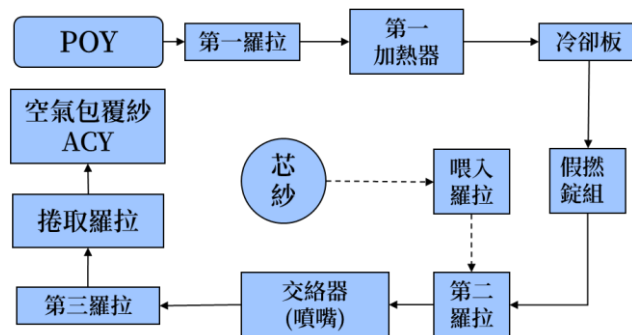 POY
第一羅拉
第一
加熱器
冷卻板
空氣包覆紗
ACY
芯
紗
喂入
羅拉
假撚
錠組
捲取羅拉
第三羅拉
交絡器
(噴嘴)
第二
羅拉